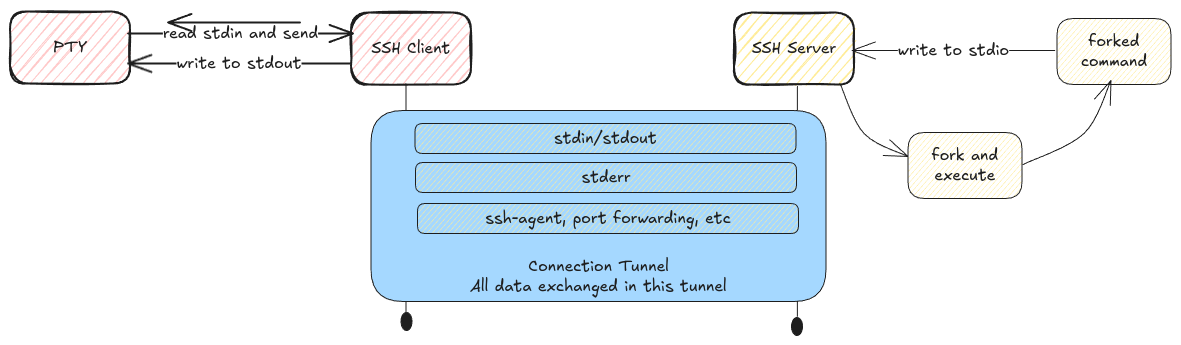 PTY
read stdin and send
write to stdout
SSH Client
SSH Server
write to stdio
forked
command
fork and
execute
stdin/stdout
stderr
ssh-agent, port forwarding, etc
Connection Tunnel
All data exchanged in this tunnel